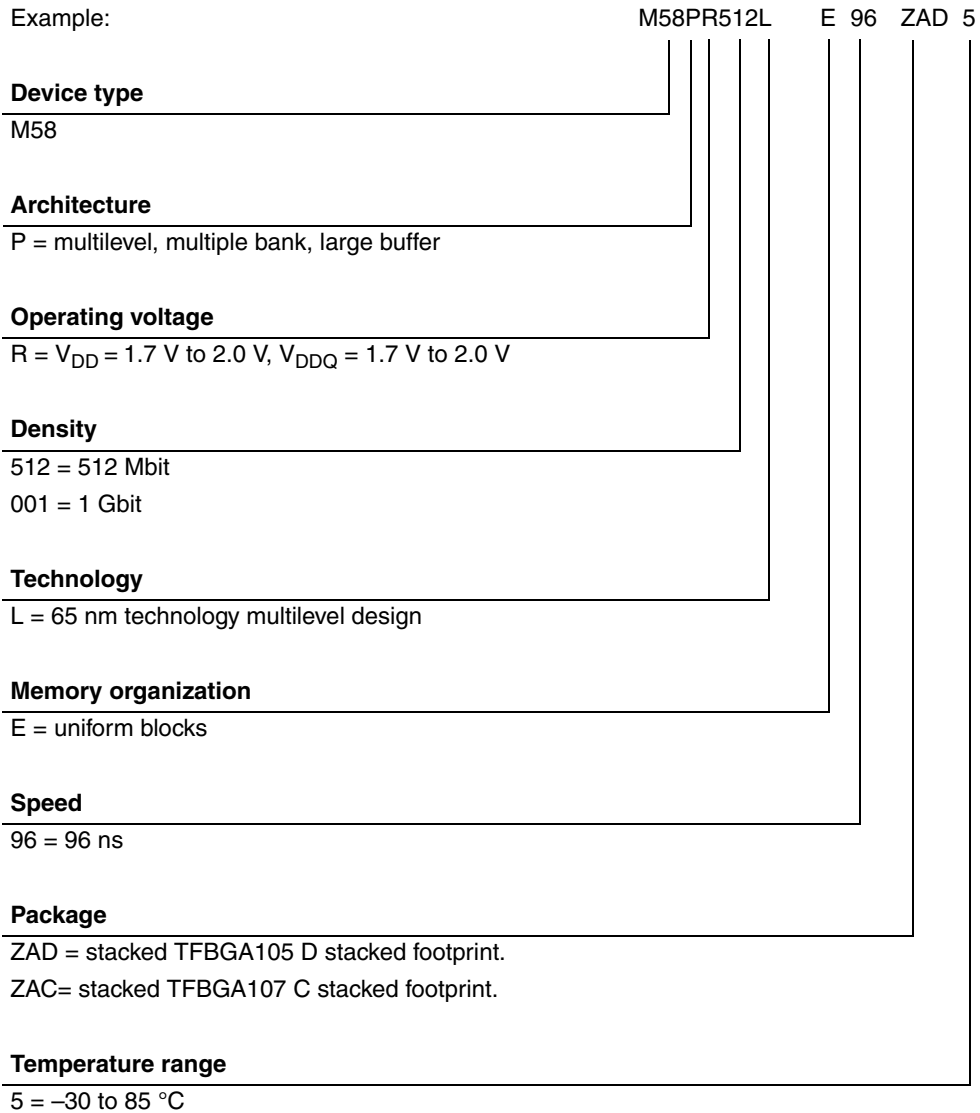 Example: M58PR512L E 96 ZAD 5
Device type
M58
Architecture
P = multilevel, multiple bank, large buffer
Operating voltage
R = VDD = 1.7 V to 2.0 V, VDDQ = 1.7 V to 2.0 V
Density
512 = 512 Mbit
001 = 1 Gbit
Technology
L = 65 nm technology multilevel design
Memory organization
E = uniform blocks
Speed
96 = 96 ns
Package
ZAD = stacked TFBGA105 D stacked footprint.
ZAC= stacked TFBGA107 C stacked footprint.
Temperature range
5 = –30 to 85 °C